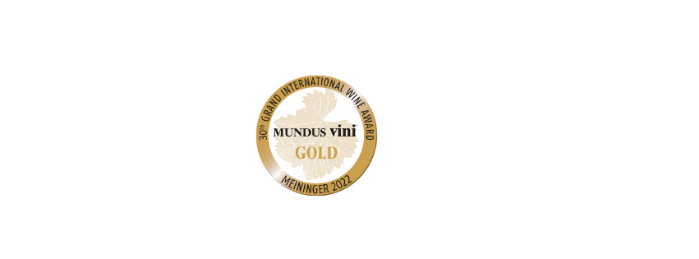 30th GRAND INTERNATIONAL WINE AWARD
MUNDUS vini
GOLD
MEININGER 2022